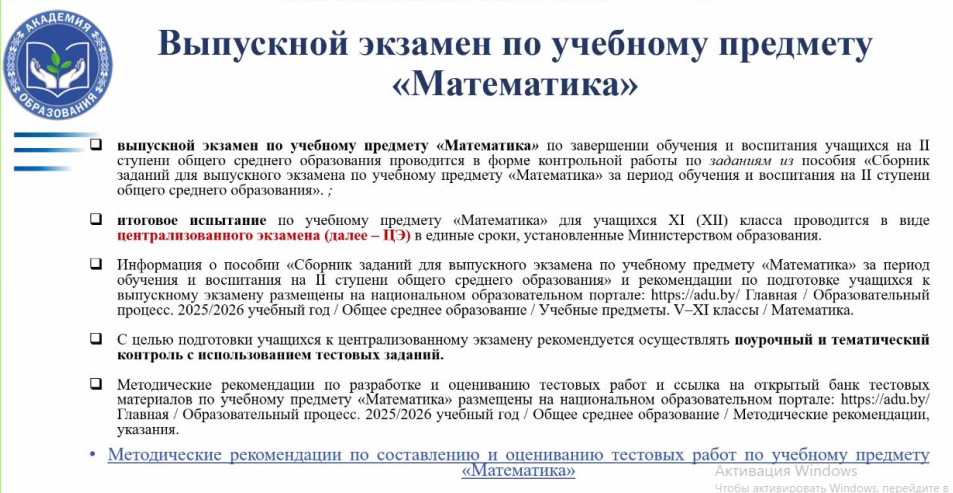 АКАДЕМИЯ
ОБРАЗОВАНИЯ
Выпускной экзамен по учебному предмету
«Математика»
❑ выпускной экзамен по учебному предмету «Математика» по завершении обучения и воспитания учащихся на II
ступени общего среднего образования проводится в форме контрольной работы по заданиям из пособия «Сборник
заданий для выпускного экзамена по учебному предмету «Математика» за период обучения и воспитания на II ступени
общего среднего образования». ;
❑ итоговое испытание по учебному предмету «Математика» для учащихся XI (XII) класса проводится в виде
централизованного экзамена (далее – ЦЭ) в единые сроки, установленные Министерством образования.
❑ Информация о пособии «Сборник заданий для выпускного экзамена по учебному предмету «Математика» за период
обучения и воспитания на II ступени общего среднего образования» и рекомендации по подготовке учащихся к
выпускному экзамену размещены на национальном образовательном портале: https://adu.by/ Главная / Образовательный
процесс. 2025/2026 учебный год / Общее среднее образование / Учебные предметы. V–XI классы / Математика.
❑ С целью подготовки учащихся к централизованному экзамену рекомендуется осуществлять поурочный и тематический
контроль с использованием тестовых заданий.
❑ Методические рекомендации по разработке и оцениванию тестовых работ и ссылка на открытый банк тестовых
материалов по учебному предмету «Математика» размещены на национальном образовательном портале: https://adu.by/
Главная / Образовательный процесс. 2025/2026 учебный год / Общее среднее образование / Методические рекомендации,
указания.
• Методические рекомендации по составлению и оцениванию тестовых работ по учебному предмету
«Математика»
Активация Windows
Чтобы активировать Windows, перейдите в